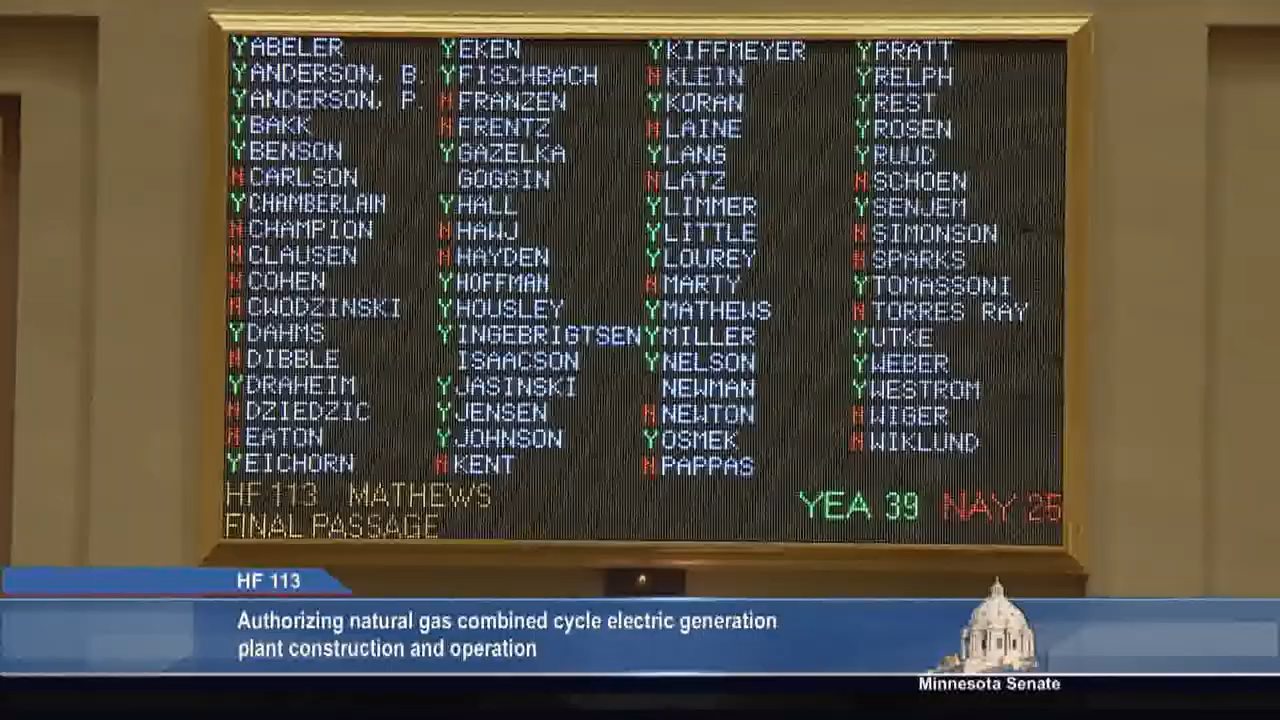 Y ABELER
Y ANDERSON, B.
Y ANDERSON, P.
Y BAKK
Y BENSON
N CARLSON
Y CHAMBERLAIN
N CHAMPION
N CLAUSEN
N COHEN
N CWODZINSKI
Y DAHMS
N DIBBLE
Y DRAHEIM
N DZIEDZIC
N EATON
Y EICHORN
Y EKEN
Y FISCHBACH
N FRANZEN
N FRENTZ
Y GAZELKA
GOGGIN
Y HALL
N HAWJ
N HAYDEN
Y HOFFMAN
Y HOUSLEY
Y INGEBRIGTSEN
ISAACSON
Y JASINSKI
Y JENSEN
Y JOHNSON
N KENT
Y KIFFMEYER
N KLEIN
Y KORAN
N LAINE
Y LANG
N LATZ
Y LIMMER
Y LITTLE
Y LOUREY
N MARTY
Y MATHEWS
Y MILLER
Y NELSON
NEWMAN
N NEWTON
Y OSMEK
N PAPPAS
Y PRATT
Y RELPH
Y REST
Y ROSEN
Y RUUD
N SCHOEN
Y SENJEM
N SIMONSON
N SPARKS
Y TOMASSONI
N TORRES RAY
Y UTKE
Y WEBER
Y WESTROM
N WIGER
N WIKLUND
HF 113 MATHEWS
FINAL PASSAGE
YEA 39 NAY 25
HF 113
Authorizing natural gas combined cycle electric generation
plant construction and operation
Minnesota Senate